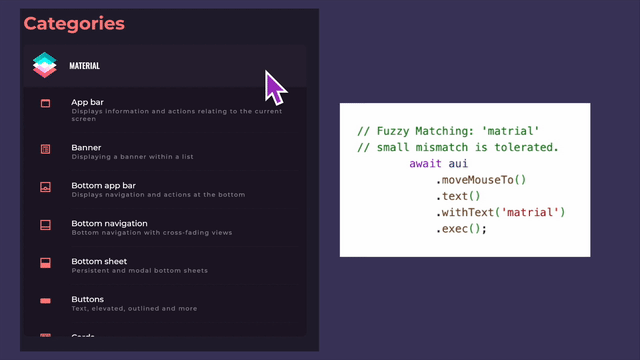 Categories
MATERIAL
App bar
Displays information and actions relating to the current
screen
Banner
Displaying a banner within a list
Bottom app bar
Displays navigation and actions at the bottom
Bottom navigation
Bottom navigation with cross-fading views
Bottom sheet
Persistent and modal bottom sheets
Buttons
Text, elevated, outlined and more
// Fuzzy Matching: 'matrial'
// small mismatch is tolerated.
await aui
.moveMouseTo()
.text()
.withText('matrial')
.exec();